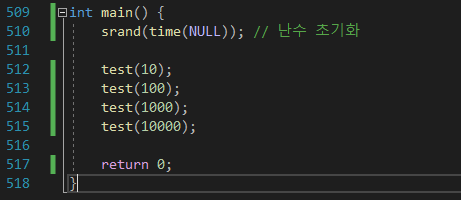 509 int main() {
510     srand(time(NULL)); // 난수 초기화
511
512     test(10);
513     test(100);
514     test(1000);
515     test(10000);
516
517     return 0;
518 }